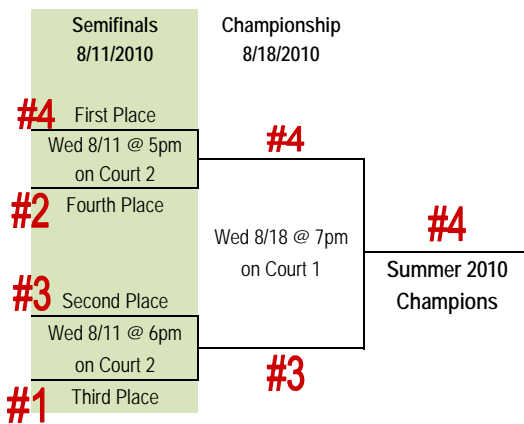 Semifinals
8/11/2010
Championship
8/18/2010
#4 First Place
Wed 8/11 @ 5pm
on Court 2
#2 Fourth Place
#4
Wed 8/18 @ 7pm
on Court 1
#4
Summer 2010
Champions
#3 Second Place
Wed 8/11 @ 6pm
on Court 2
#1 Third Place
#3